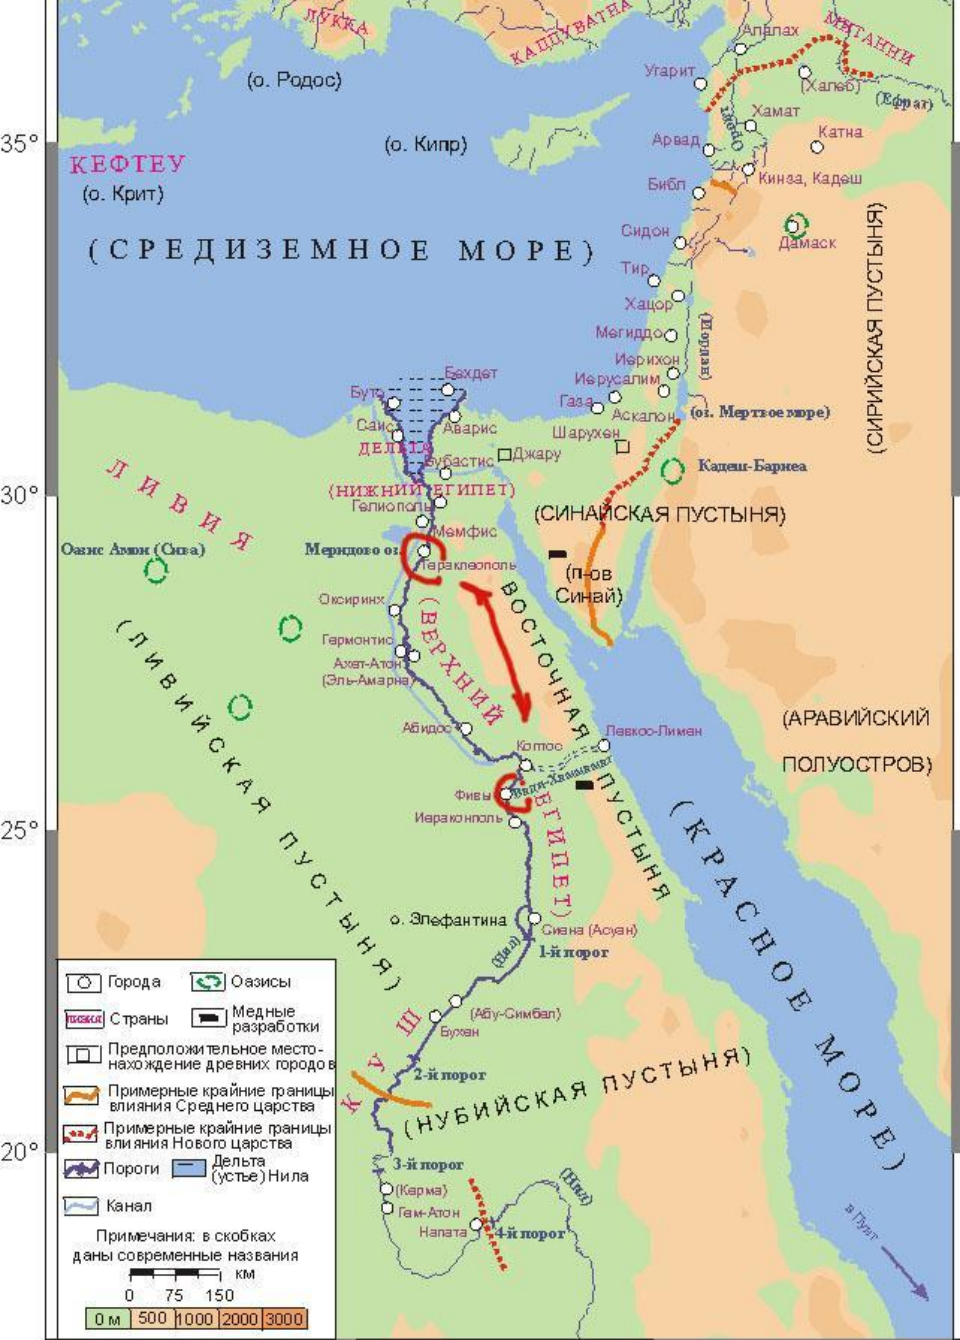 ЛУККА
КАЦЦУВАТНА
МИТАННИ
Алалах
(о. Родос)
Угарит
(Халеб)
(Ефрат)
Хамат
Оронт
35°
(о. Кипр)
Арвад
Катна
КЕФТЕУ
(о. Крит)
Библ
Кинза, Кадеш
(СРЕДИЗЕМНОЕ МОРЕ)
Сидон
Дамаск
(СИРИЙСКАЯ ПУСТЫНЯ)
Тир
Хацор
Мегиддо
(Иордан)
Иерихон
Бехдет
Иерусалим
Буто
Газа
Аскалон
(оз. Мертвое море)
Саис
Аварис
Шарухен
ДЕЛЬТА
Бубастис
Джару
Кадеш-Барнеа
ЛИВИЯ
30°
(НИЖНИЙ ЕГИПЕТ)
Гелиополь
(СИНАЙСКАЯ ПУСТЫНЯ)
Мемфис
Оазис Амон (Сива)
Меридово оз.
Гераклеополь
(п-ов
Синай)
Оксиринх
(ВЕРХНИЙ
ЕГИПЕТ)
ВОСТОЧНАЯ
ПУСТЫНЯ
(ЛИВИЙСКАЯ ПУСТЫНЯ)
Гермонтис
Ахет-Атон
(Эль-Амарна)
Абидос
Коптос
Левкос-Лимен
(АРАВИЙСКИЙ
ПОЛУОСТРОВ)
Вади-Хаммамат
Фивы
Иераконполь
25°
(КРАСНОЕ МОРЕ)
о. Элефантина
Сиена (Асуан)
(Нил)
1-й порог
(Абу-Симбел)
Бухен
КУШ
2-й порог
(НУБИЙСКАЯ ПУСТЫНЯ)
20°
3-й порог
(Керма)
Гем-Атон
Напата
4-й порог
(Нил)
в Пунт
Города
Оазисы
ЛИВИЯ
Страны
Медные
разработки
Предположительное место-
нахождение древних городов
Примерные крайние границы
влияния Среднего царства
Примерные крайние границы
влияния Нового царства
Пороги
Дельта
(устье) Нила
Канал
Примечания: в скобках
даны современные названия
км
0 75 150
0 м 500 1000 2000 3000